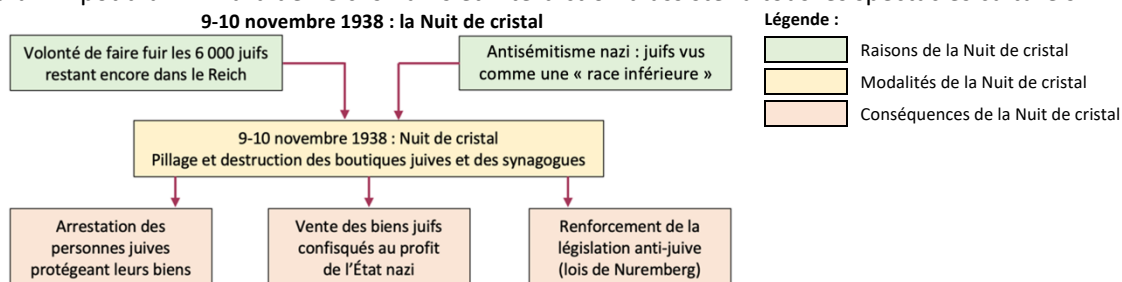 9-10 novembre 1938 : la Nuit de cristal
Légende :
Volonté de faire fuir les 6 000 juifs
restant encore dans le Reich
Antisémitisme nazi : juifs vus
comme une « race inférieure »
Raisons de la Nuit de cristal
Modalités de la Nuit de cristal
Conséquences de la Nuit de cristal
9-10 novembre 1938 : Nuit de cristal
Pillage et destruction des boutiques juives et des synagogues
Arrestation des
personnes juives
protégeant leurs biens
Vente des biens juifs
confisqués au profit
de l'État nazi
Renforcement de la
législation anti-juive
(lois de Nuremberg)